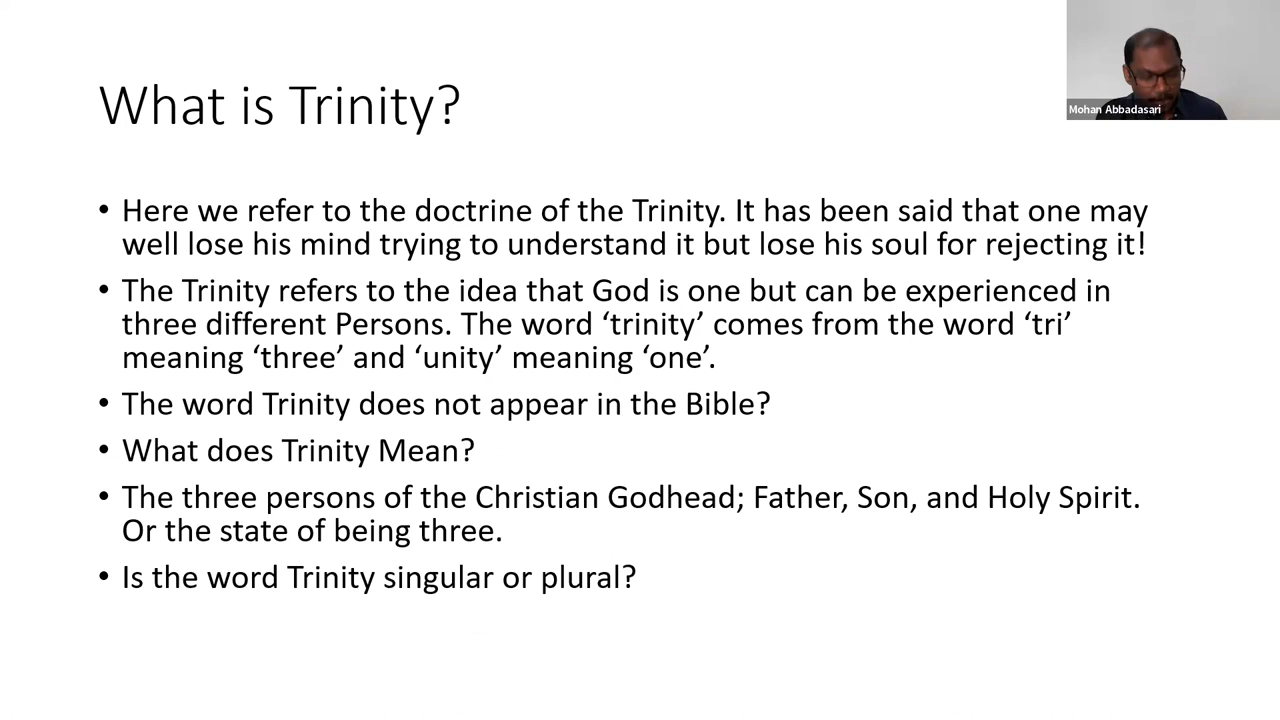 What is Trinity?
Mohan Abbadasari
• Here we refer to the doctrine of the Trinity. It has been said that one may
well lose his mind trying to understand it but lose his soul for rejecting it!
• The Trinity refers to the idea that God is one but can be experienced in
three different Persons. The word ‘trinity’ comes from the word ‘tri’
meaning ‘three’ and ‘unity’ meaning ‘one’.
• The word Trinity does not appear in the Bible?
• What does Trinity Mean?
• The three persons of the Christian Godhead; Father, Son, and Holy Spirit.
Or the state of being three.
• Is the word Trinity singular or plural?